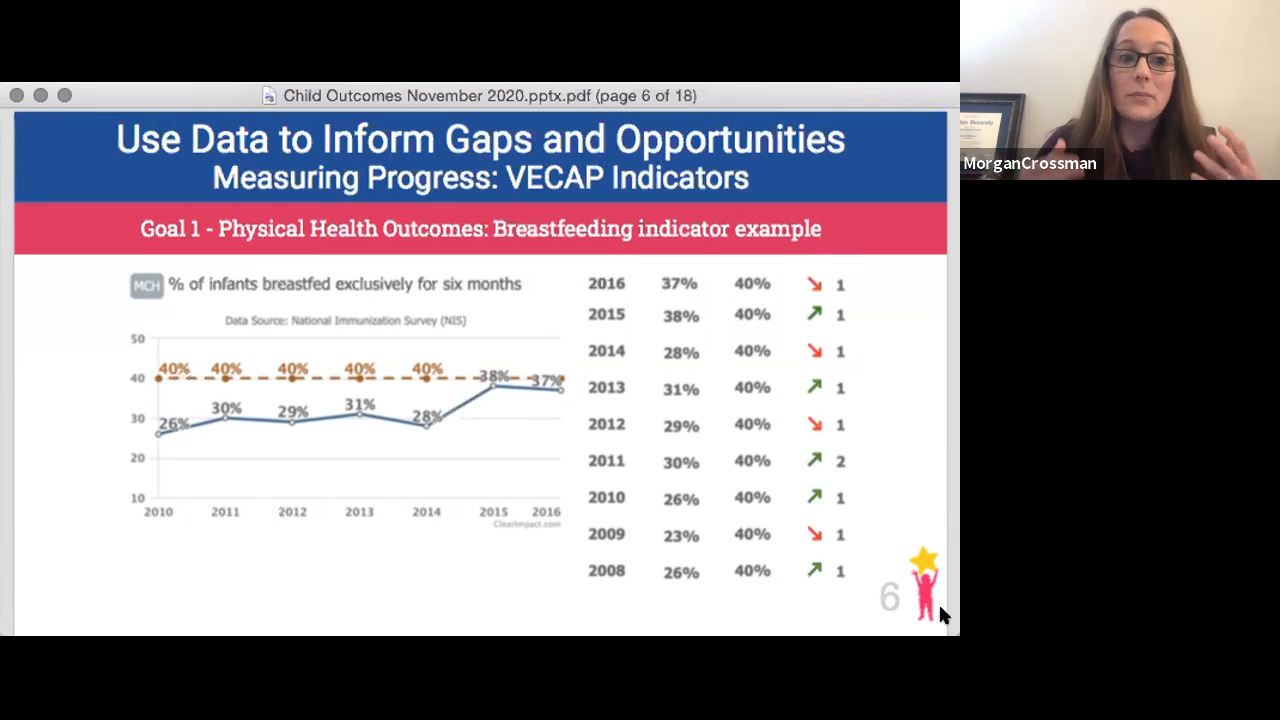 Child Outcomes November 2020.pptx.pdf (page 6 of 18)
Use Data to Inform Gaps and Opportunities
Measuring Progress: VECAP Indicators
Goal 1 - Physical Health Outcomes: Breastfeeding indicator example
MCH % of infants breastfed exclusively for six months
Data Source: National Immunization Survey (NIS)
50
40
30
20
10
40% 40% 40% 40% 40%
26% 30% 29% 31% 28% 38% 37%
2010 2011 2012 2013 2014 2015 2016
ClearImpact.com
2016 37% 40% ↘ 1
2015 38% 40% ↗ 1
2014 28% 40% ↘ 1
2013 31% 40% ↗ 1
2012 29% 40% ↘ 1
2011 30% 40% ↗ 2
2010 26% 40% ↗ 1
2009 23% 40% ↘ 1
2008 26% 40% ↗ 1
6
MorganCrossman